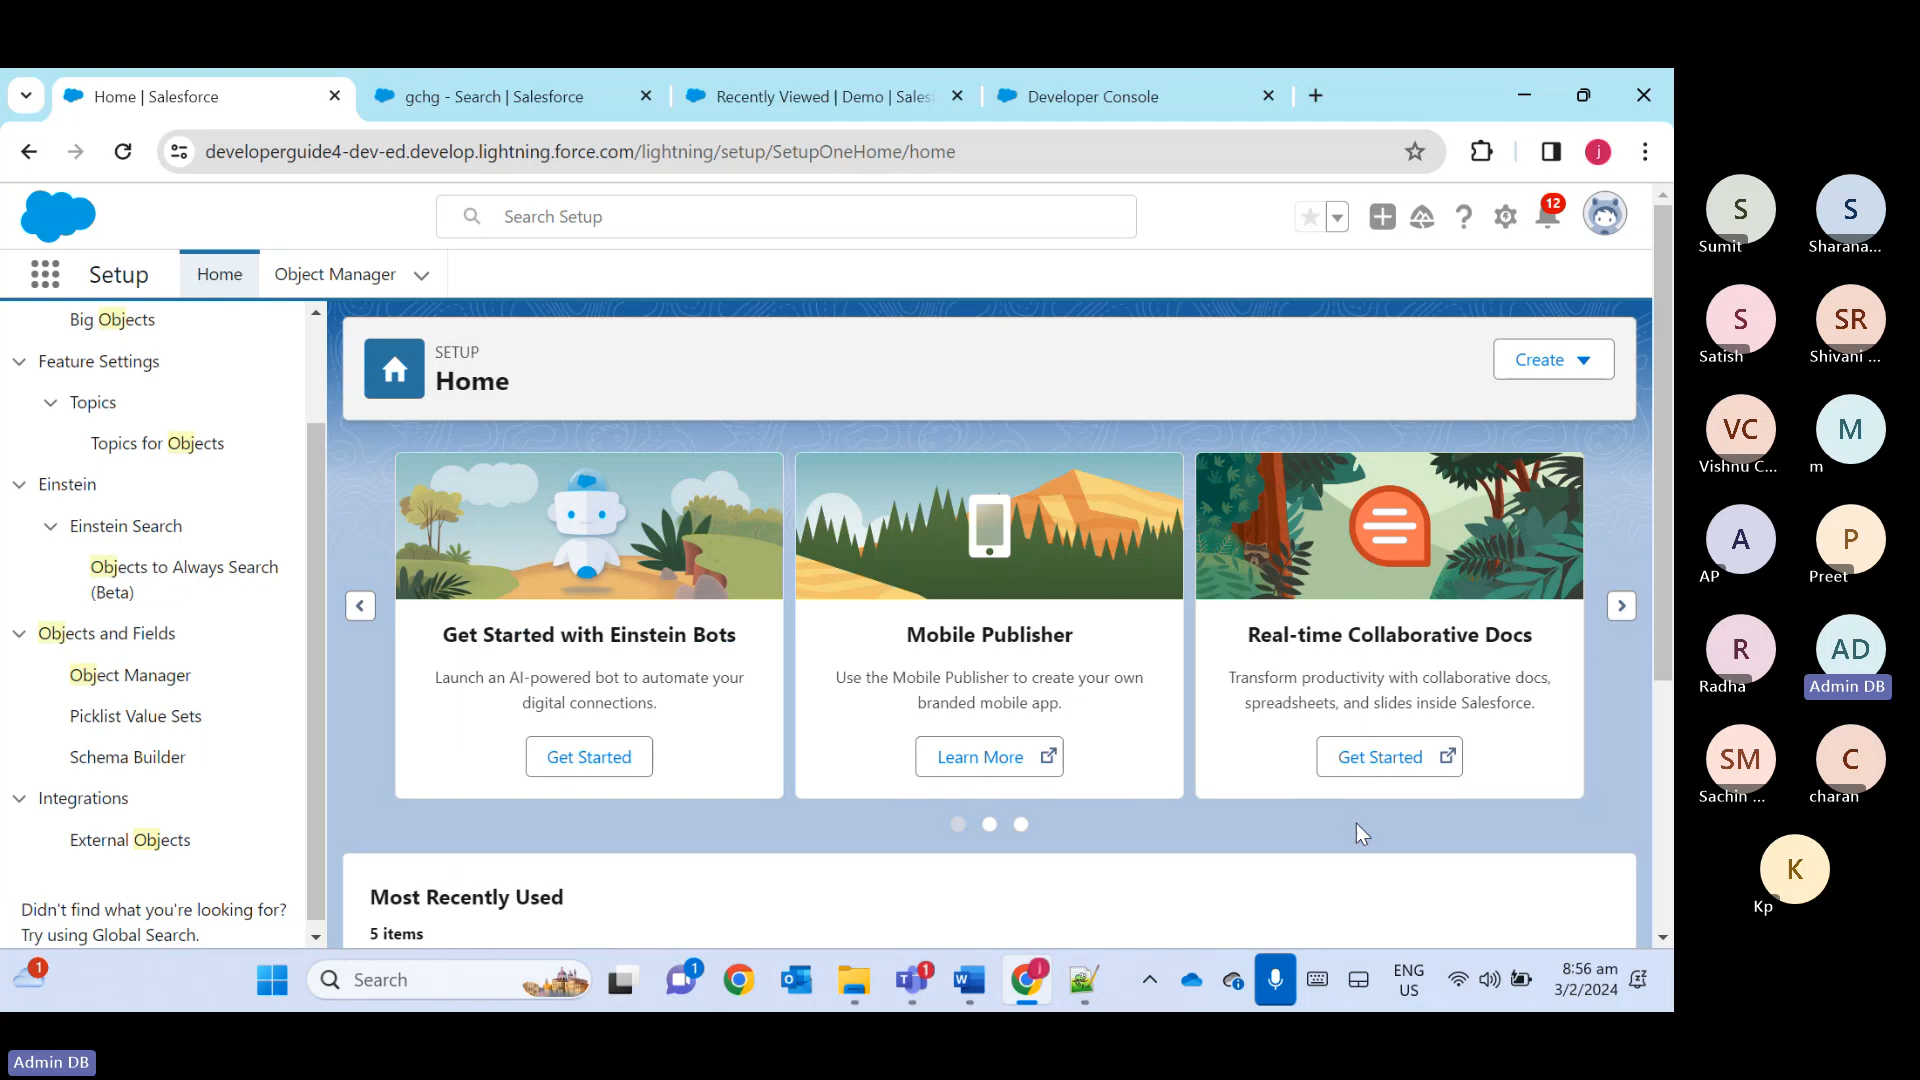 Home | Salesforce
gchg - Search | Salesforce
Recently Viewed | Demo | Sales
Developer Console
developerguide4-dev-ed.develop.lightning.force.com/lightning/setup/SetupOneHome/home
j
Search Setup
12
Setup
Home
Object Manager
Big Objects
Feature Settings
Topics
Topics for Objects
Einstein
Einstein Search
Objects to Always Search
(Beta)
Objects and Fields
Object Manager
Picklist Value Sets
Schema Builder
Integrations
External Objects
Didn't find what you're looking for?
Try using Global Search.
SETUP
Home
Create
Get Started with Einstein Bots
Launch an AI-powered bot to automate your
digital connections.
Get Started
Mobile Publisher
Use the Mobile Publisher to create your own
branded mobile app.
Learn More
Real-time Collaborative Docs
Transform productivity with collaborative docs,
spreadsheets, and slides inside Salesforce.
Get Started
Most Recently Used
5 items
S
Sumit
S
Sharana...
S
Satish
SR
Shivani ...
VC
Vishnu C...
M
m
A
AP
P
Preet
R
Radha
AD
Admin DB
SM
Sachin ...
C
charan
K
Kp
1
Search
1
1
j
ENG
US
8:56 am
3/2/2024
Admin DB